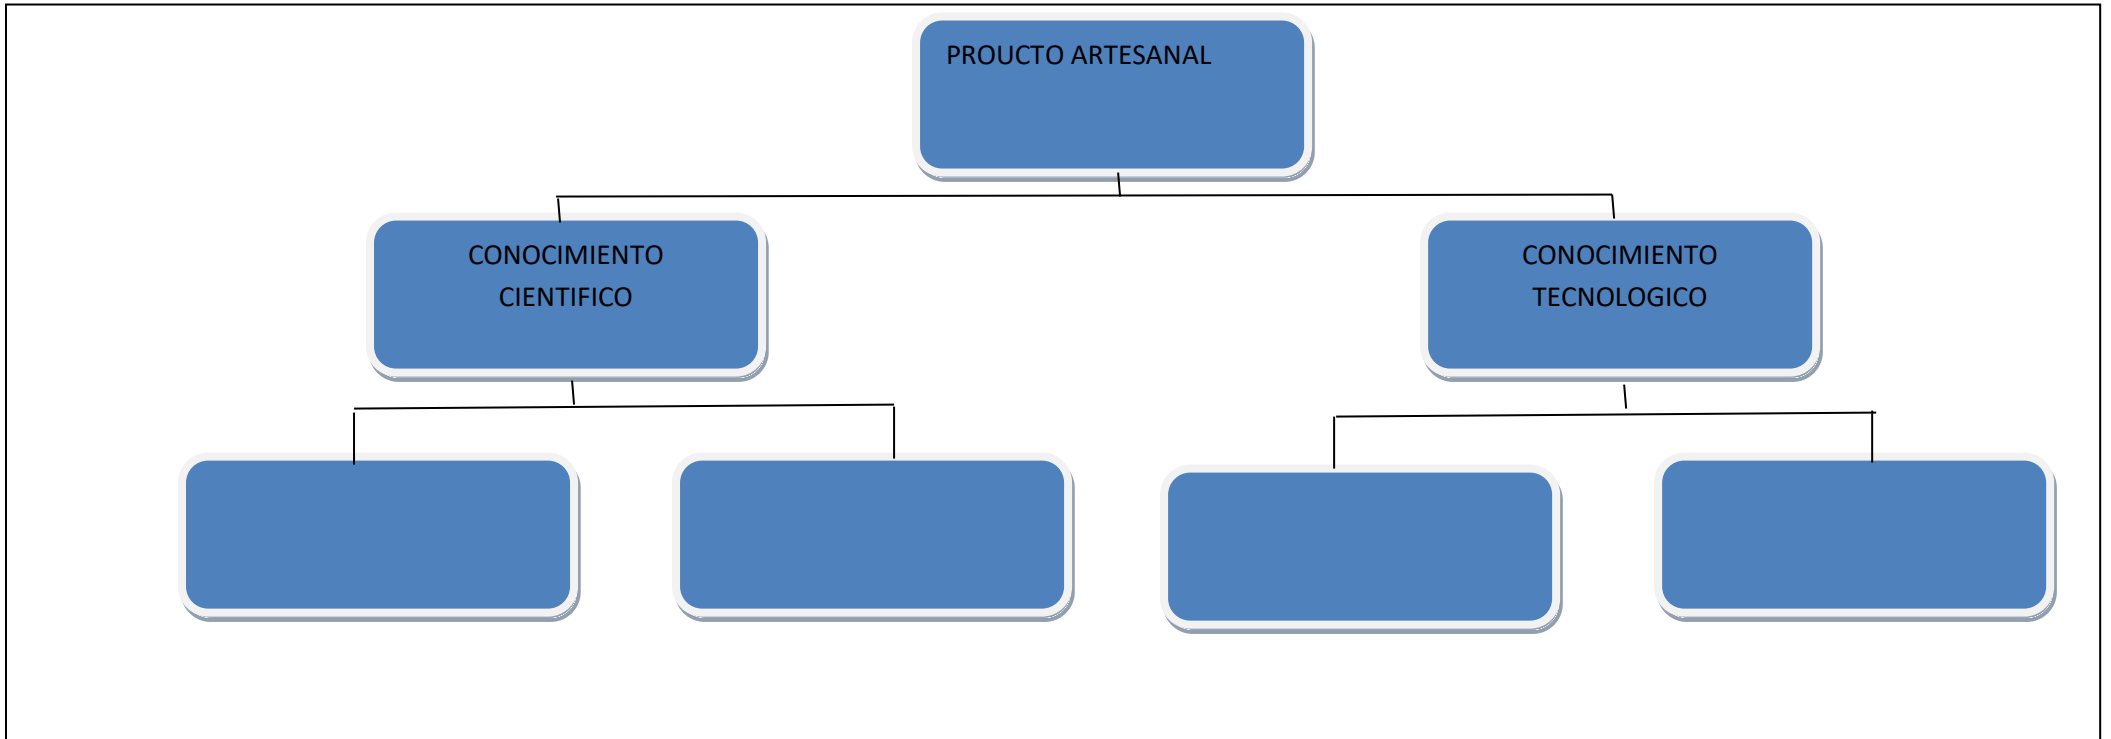 PROUCTO ARTESANAL
CONOCIMIENTO
CIENTIFICO
CONOCIMIENTO
TECNOLOGICO